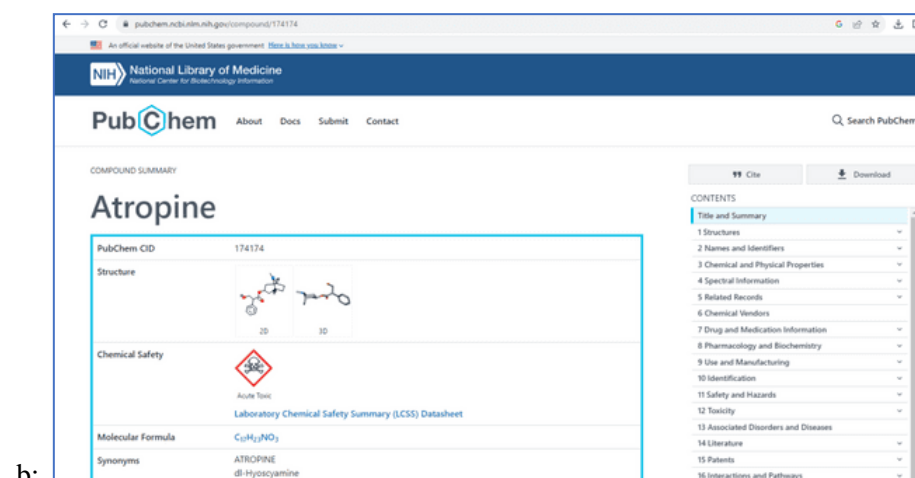 pubchem.ncbi.nlm.nih.gov/compound/174174
An official website of the United States government Here is how you know
NIH National Library of Medicine
National Center for Biotechnology Information
PubChem About Docs Submit Contact Search PubChem
COMPOUND SUMMARY
Cite Download
Atropine
CONTENTS
Title and Summary
1 Structures
2 Names and Identifiers
3 Chemical and Physical Properties
4 Spectral Information
5 Related Records
6 Chemical Vendors
7 Drug and Medication Information
8 Pharmacology and Biochemistry
9 Use and Manufacturing
10 Identification
11 Safety and Hazards
12 Toxicity
13 Associated Disorders and Diseases
14 Literature
15 Patents
16 Interactions and Pathways
PubChem CID 174174
Structure
2D 3D
Chemical Safety
Acute Toxic
Laboratory Chemical Safety Summary (LCSS) Datasheet
Molecular Formula C₁₇H₂₃NO₃
Synonyms ATROPINE
dl-Hyoscyamine
b: